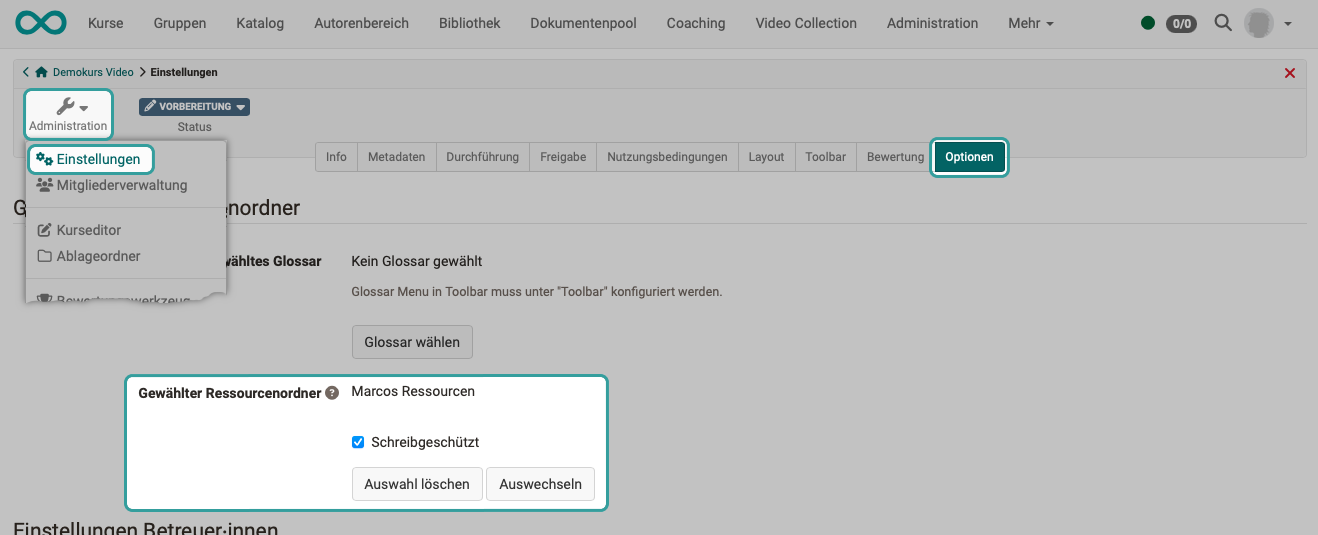 Kurse Gruppen Katalog Autorenbereich Bibliothek Dokumentenpool Coaching Video Collection Administration Mehr 0/0
Demokurs Video Einstellungen
VORBEREITUNG
Administration Status
Einstellungen
Info Metadaten Durchführung Freigabe Nutzungsbedingungen Layout Toolbar Bewertung Optionen
Mitgliederverwaltung
G enordner
Kurseditor
Ablageordner
wähltes Glossar Kein Glossar gewählt
Glossar Menu in Toolbar muss unter "Toolbar" konfiguriert werden.
Bewertungswerkzeug
Glossar wählen
Gewählter Ressourcenordner ? Marcos Ressourcen
Schreibgeschützt
Auswahl löschen Auswechseln
Einstellungen Betreuer:innen